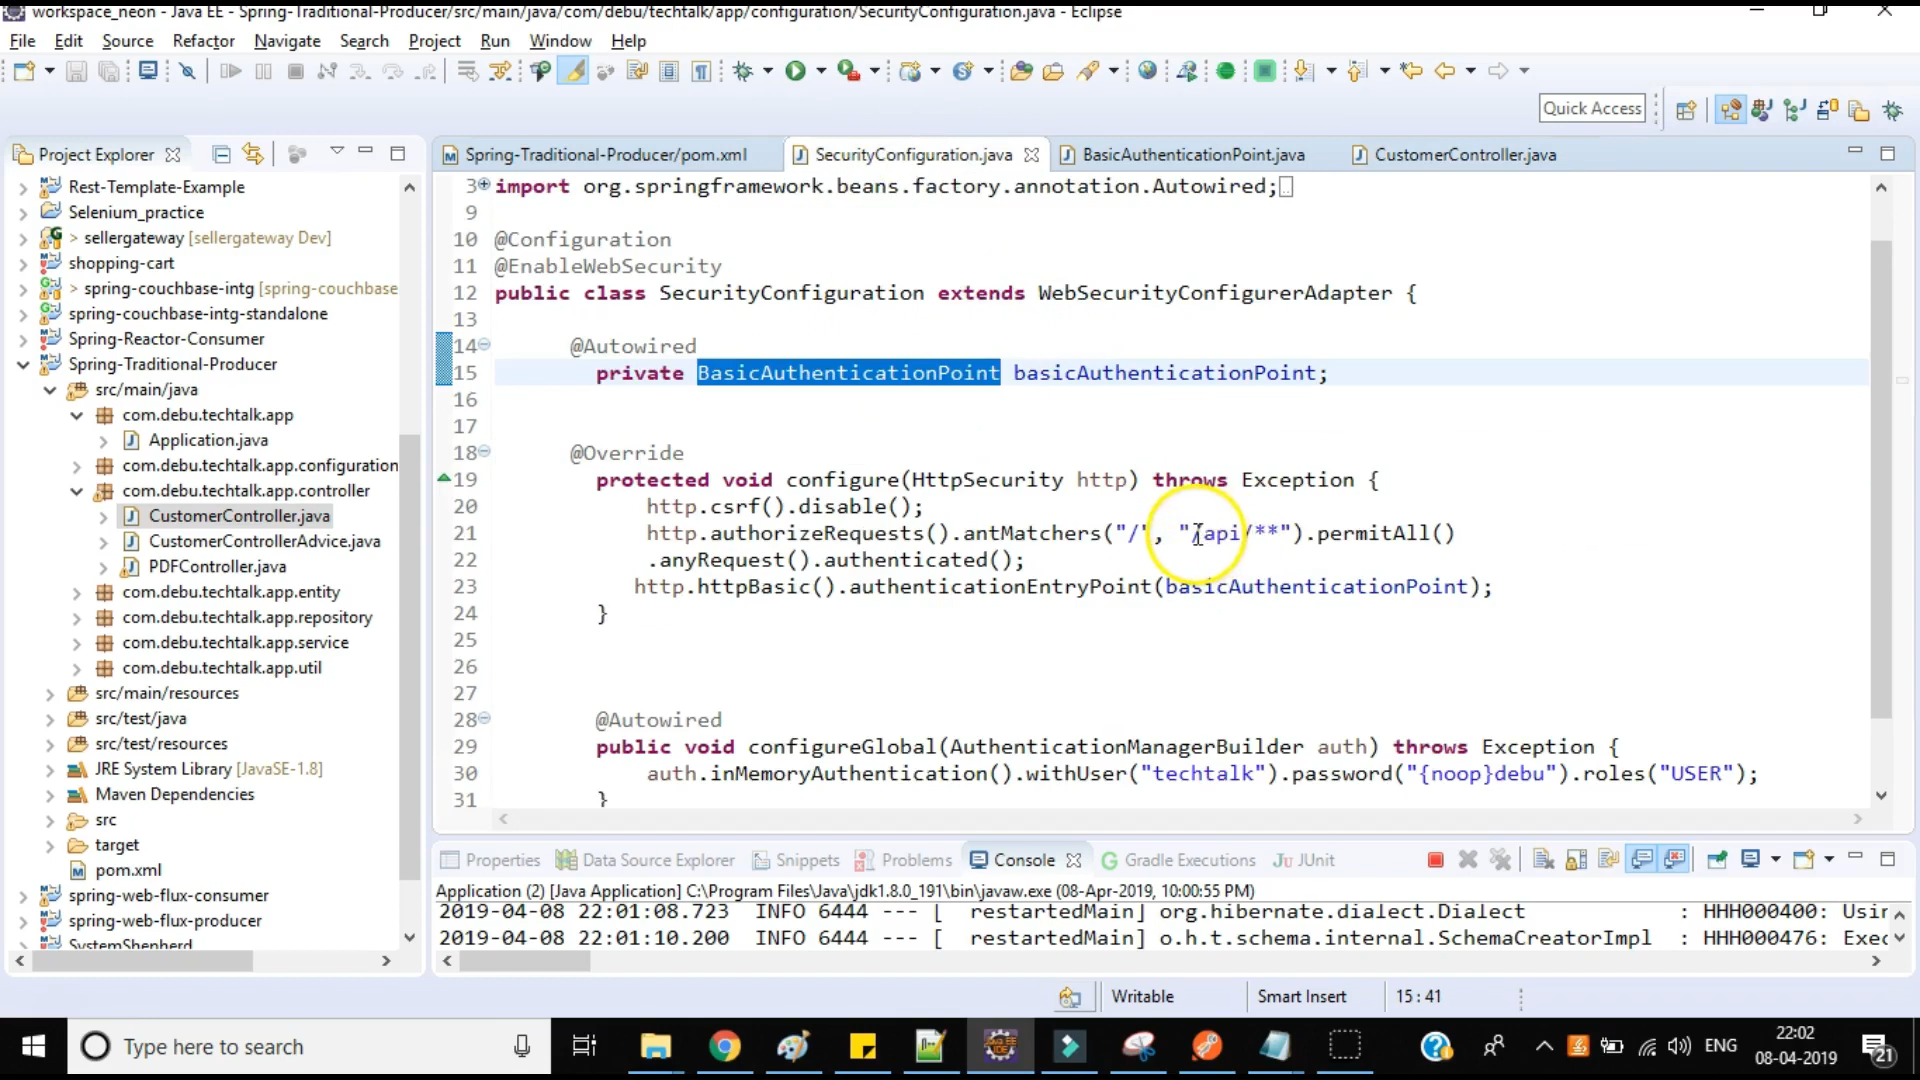 workspace_neon - Java EE - Spring-Traditional-Producer/src/main/java/com/debu/techtalk/app/configuration/SecurityConfiguration.java - Eclipse
File Edit Source Refactor Navigate Search Project Run Window Help
Quick Access
Project Explorer
Spring-Traditional-Producer/pom.xml SecurityConfiguration.java BasicAuthenticationPoint.java CustomerController.java
Rest-Template-Example
Selenium_practice
> sellergateway [sellergateway Dev]
shopping-cart
> spring-couchbase-intg [spring-couchbase
spring-couchbase-intg-standalone
Spring-Reactor-Consumer
Spring-Traditional-Producer
src/main/java
com.debu.techtalk.app
Application.java
com.debu.techtalk.app.configuration
com.debu.techtalk.app.controller
CustomerController.java
CustomerControllerAdvice.java
PDFController.java
com.debu.techtalk.app.entity
com.debu.techtalk.app.repository
com.debu.techtalk.app.service
com.debu.techtalk.app.util
src/main/resources
src/test/java
src/test/resources
JRE System Library [JavaSE-1.8]
Maven Dependencies
src
target
pom.xml
spring-web-flux-consumer
spring-web-flux-producer
SystemShepherd
3 import org.springframework.beans.factory.annotation.Autowired;
9
10 @Configuration
11 @EnableWebSecurity
12 public class SecurityConfiguration extends WebSecurityConfigurerAdapter {
13
14 @Autowired
15 private BasicAuthenticationPoint basicAuthenticationPoint;
16
17
18 @Override
19 protected void configure(HttpSecurity http) throws Exception {
20 http.csrf().disable();
21 http.authorizeRequests().antMatchers("/", "/api/**").permitAll()
22 .anyRequest().authenticated();
23 http.httpBasic().authenticationEntryPoint(basicAuthenticationPoint);
24 }
25
26
27
28 @Autowired
29 public void configureGlobal(AuthenticationManagerBuilder auth) throws Exception {
30 auth.inMemoryAuthentication().withUser("techtalk").password("{noop}debu").roles("USER");
31 }
Properties Data Source Explorer Snippets Problems Console Gradle Executions JUnit
Application (2) [Java Application] C:\Program Files\Java\jdk1.8.0_191\bin\javaw.exe (08-Apr-2019, 10:00:55 PM)
2019-04-08 22:01:08.723 INFO 6444 --- [ restartedMain] org.hibernate.dialect.Dialect : HHH000400: Usin
2019-04-08 22:01:10.200 INFO 6444 --- [ restartedMain] o.h.t.schema.internal.SchemaCreatorImpl : HHH000476: Exec
Writable Smart Insert 15 : 41
Type here to search
ENG
22:02
08-04-2019
21